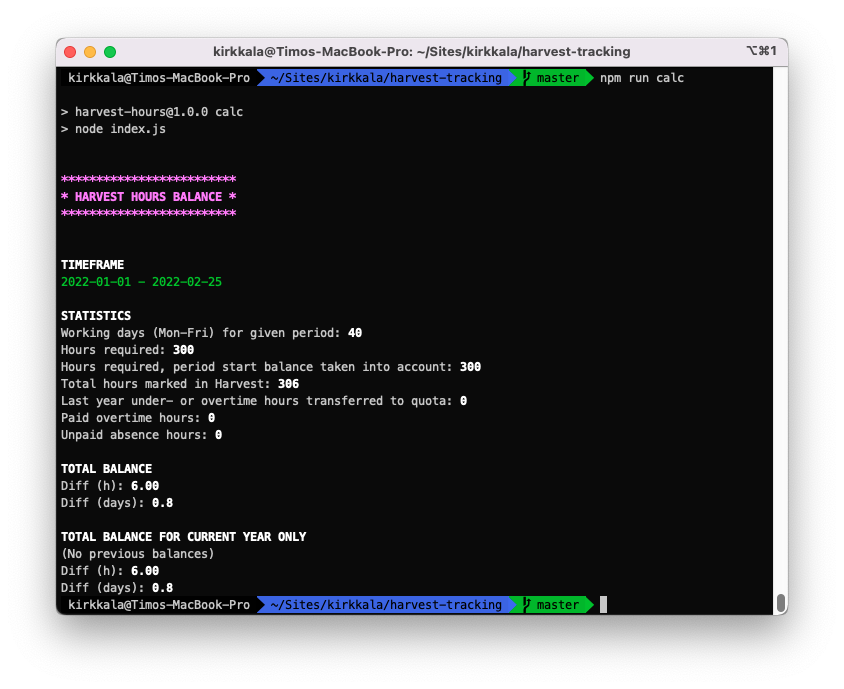 kirkkala@Timos-MacBook-Pro: ~/Sites/kirkkala/harvest-tracking ⌥⌘1
kirkkala@Timos-MacBook-Pro ~/Sites/kirkkala/harvest-tracking master npm run calc
> harvest-hours@1.0.0 calc
> node index.js
*************************
* HARVEST HOURS BALANCE *
*************************
TIMEFRAME
2022-01-01 - 2022-02-25
STATISTICS
Working days (Mon-Fri) for given period: 40
Hours required: 300
Hours required, period start balance taken into account: 300
Total hours marked in Harvest: 306
Last year under- or overtime hours transferred to quota: 0
Paid overtime hours: 0
Unpaid absence hours: 0
TOTAL BALANCE
Diff (h): 6.00
Diff (days): 0.8
TOTAL BALANCE FOR CURRENT YEAR ONLY
(No previous balances)
Diff (h): 6.00
Diff (days): 0.8
kirkkala@Timos-MacBook-Pro ~/Sites/kirkkala/harvest-tracking master